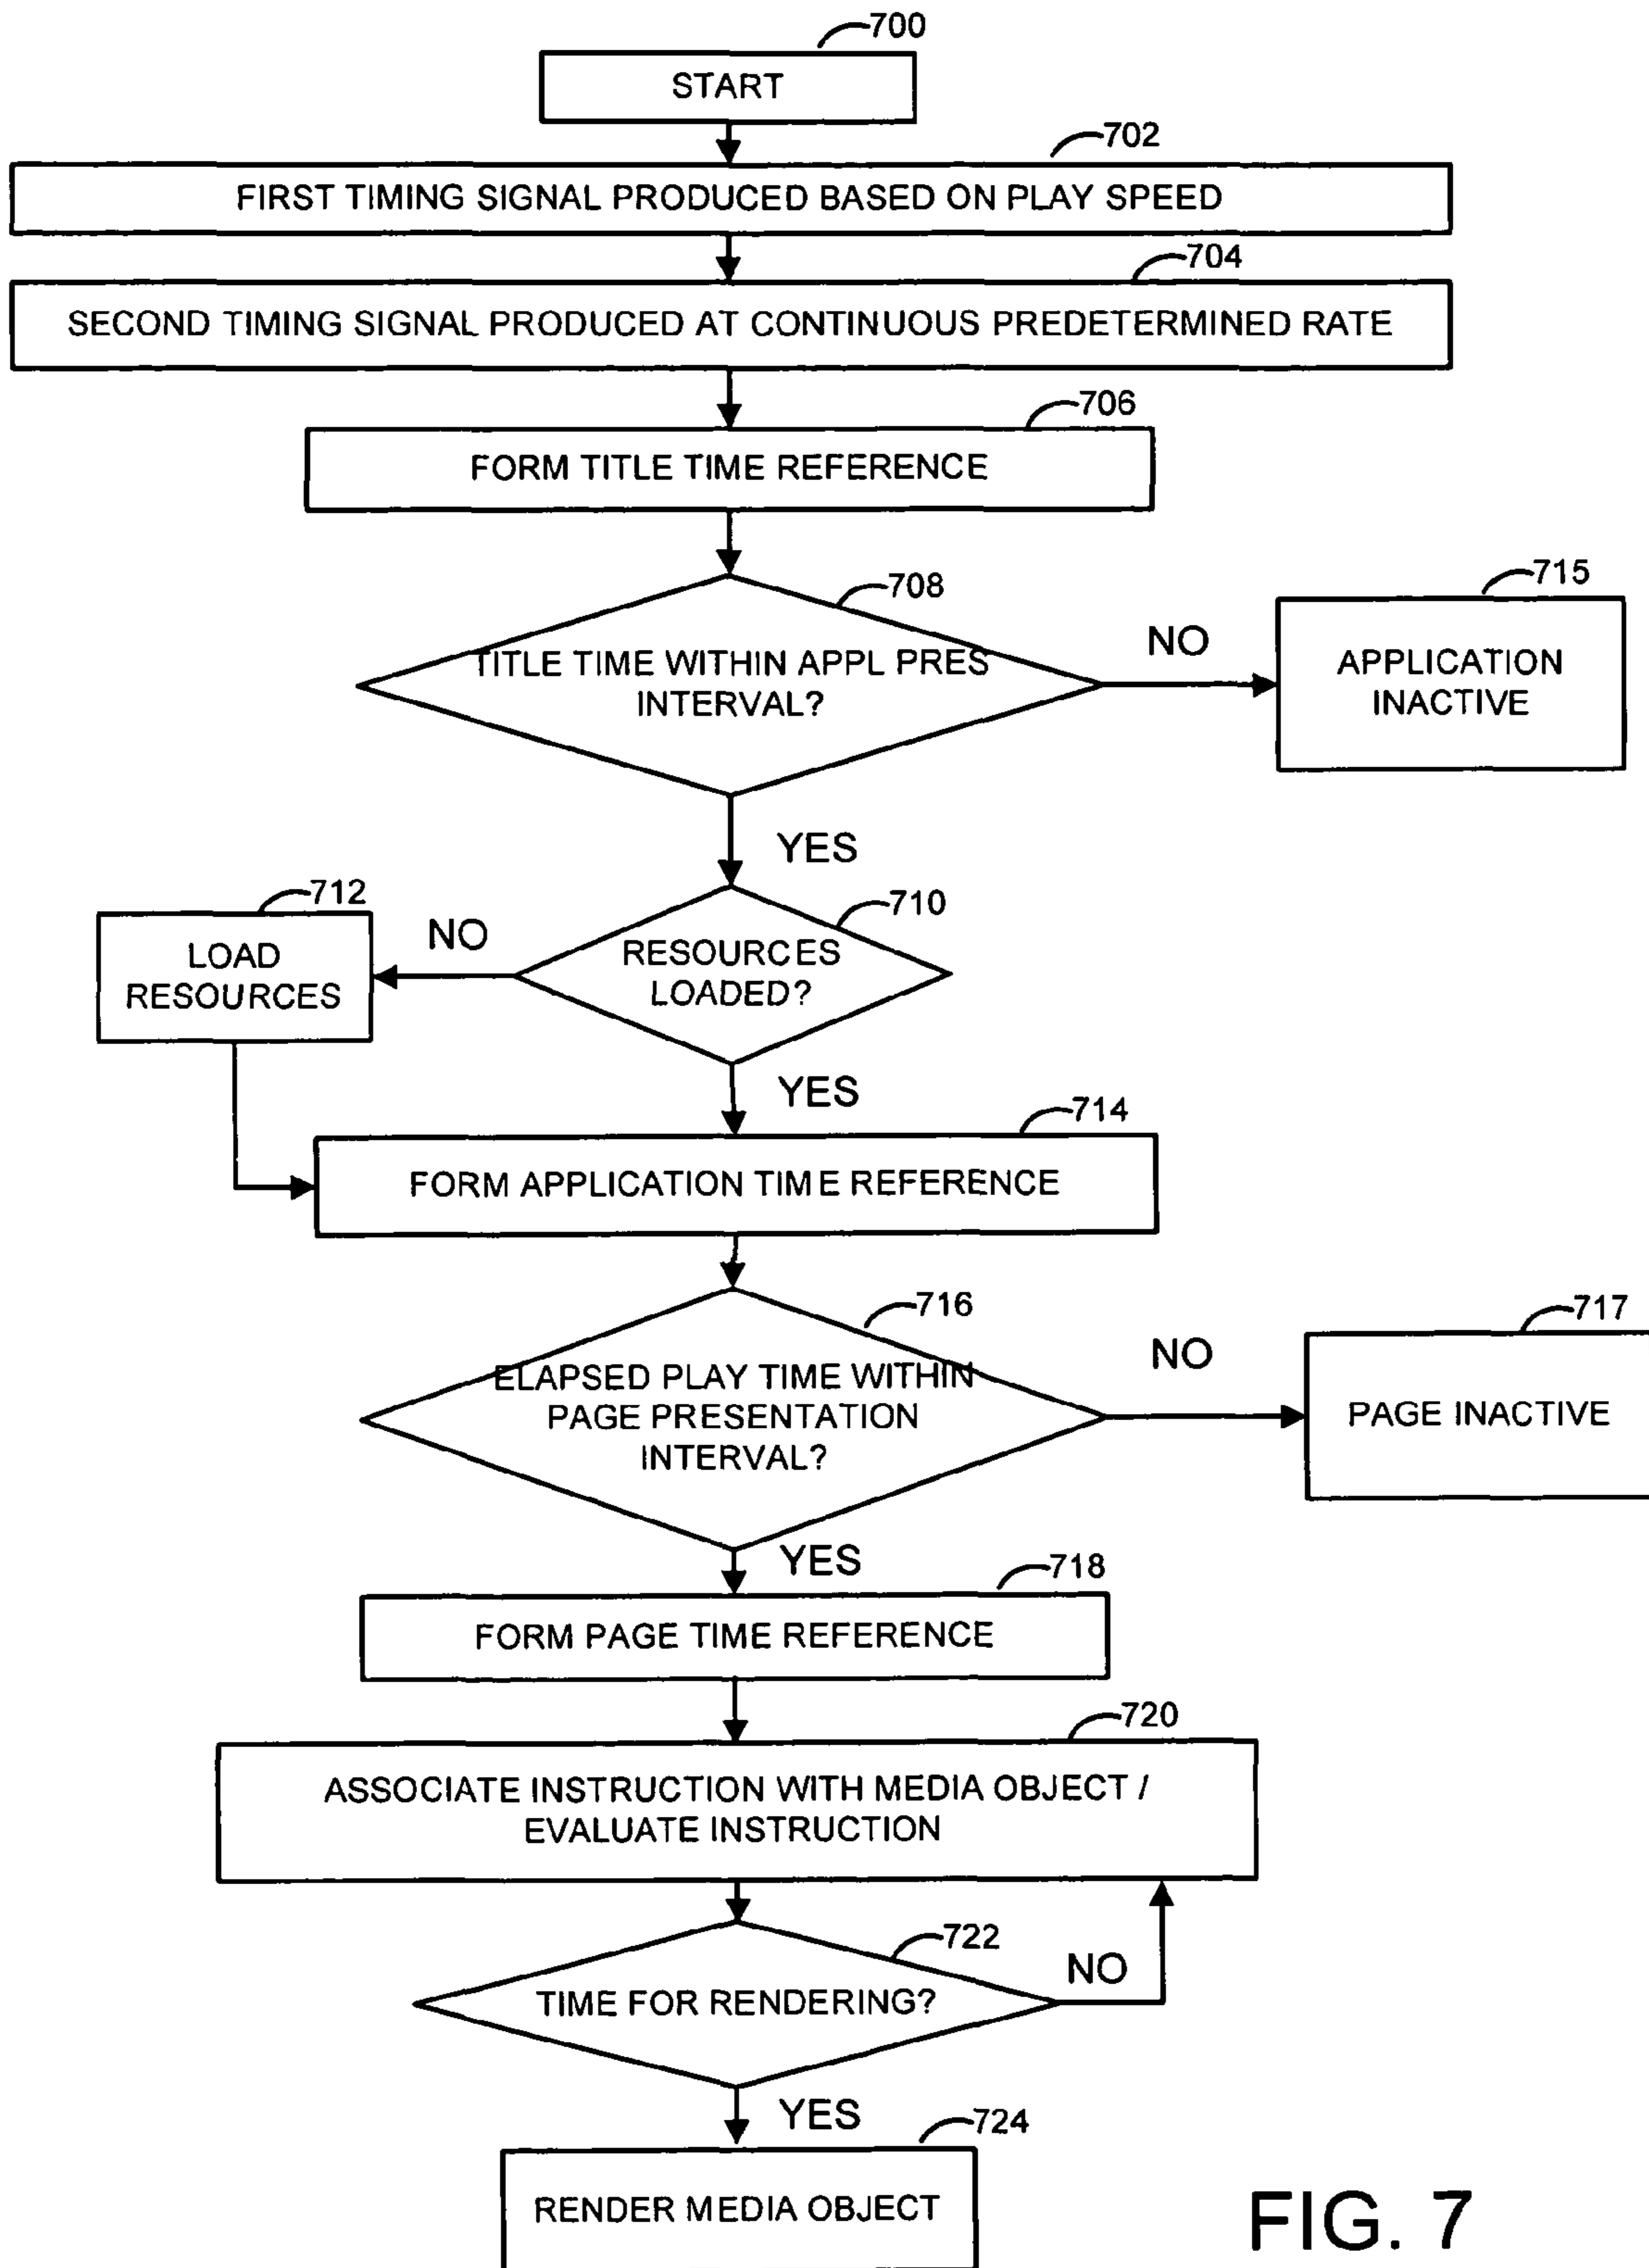 700
START
702
FIRST TIMING SIGNAL PRODUCED BASED ON PLAY SPEED
704
SECOND TIMING SIGNAL PRODUCED AT CONTINUOUS PREDETERMINED RATE
706
FORM TITLE TIME REFERENCE
708
TITLE TIME WITHIN APPL PRES
INTERVAL?
NO
715
APPLICATION
INACTIVE
YES
712
LOAD
RESOURCES
NO
710
RESOURCES
LOADED?
YES
714
FORM APPLICATION TIME REFERENCE
716
ELAPSED PLAY TIME WITHIN
PAGE PRESENTATION
INTERVAL?
NO
717
PAGE INACTIVE
YES
718
FORM PAGE TIME REFERENCE
720
ASSOCIATE INSTRUCTION WITH MEDIA OBJECT /
EVALUATE INSTRUCTION
722
TIME FOR RENDERING?
NO
YES
724
RENDER MEDIA OBJECT
FIG. 7